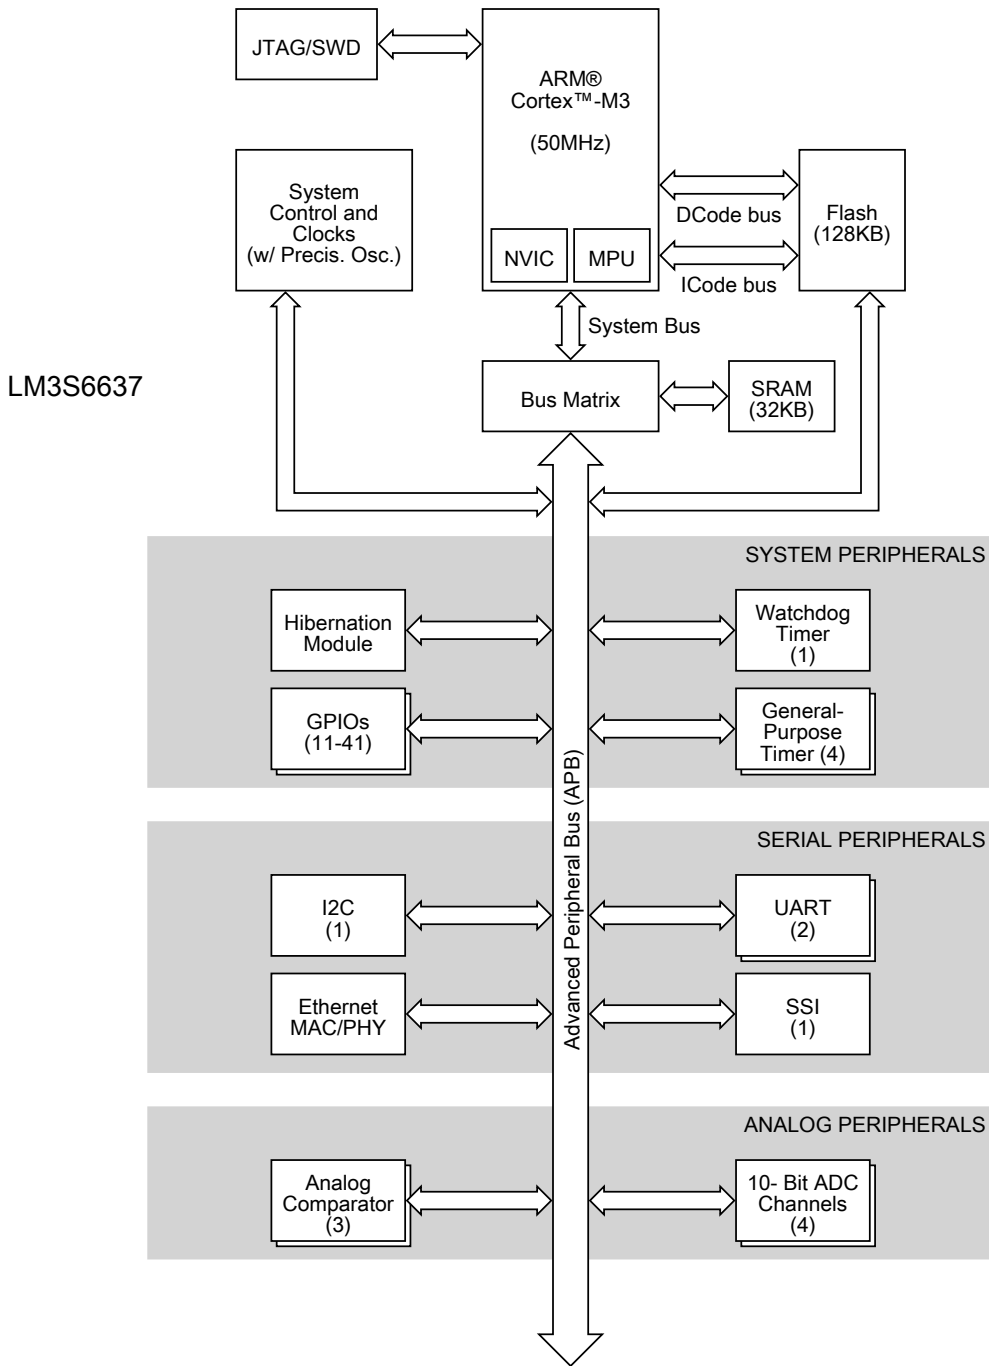 JTAG/SWD
ARM®
Cortex™-M3
(50MHz)
NVIC
MPU
System
Control and
Clocks
(w/ Precis. Osc.)
DCode bus
ICode bus
Flash
(128KB)
System Bus
LM3S6637
Bus Matrix
SRAM
(32KB)
Advanced Peripheral Bus (APB)
SYSTEM PERIPHERALS
Hibernation
Module
Watchdog
Timer
(1)
GPIOs
(11-41)
General-
Purpose
Timer (4)
SERIAL PERIPHERALS
I2C
(1)
UART
(2)
Ethernet
MAC/PHY
SSI
(1)
ANALOG PERIPHERALS
Analog
Comparator
(3)
10- Bit ADC
Channels
(4)